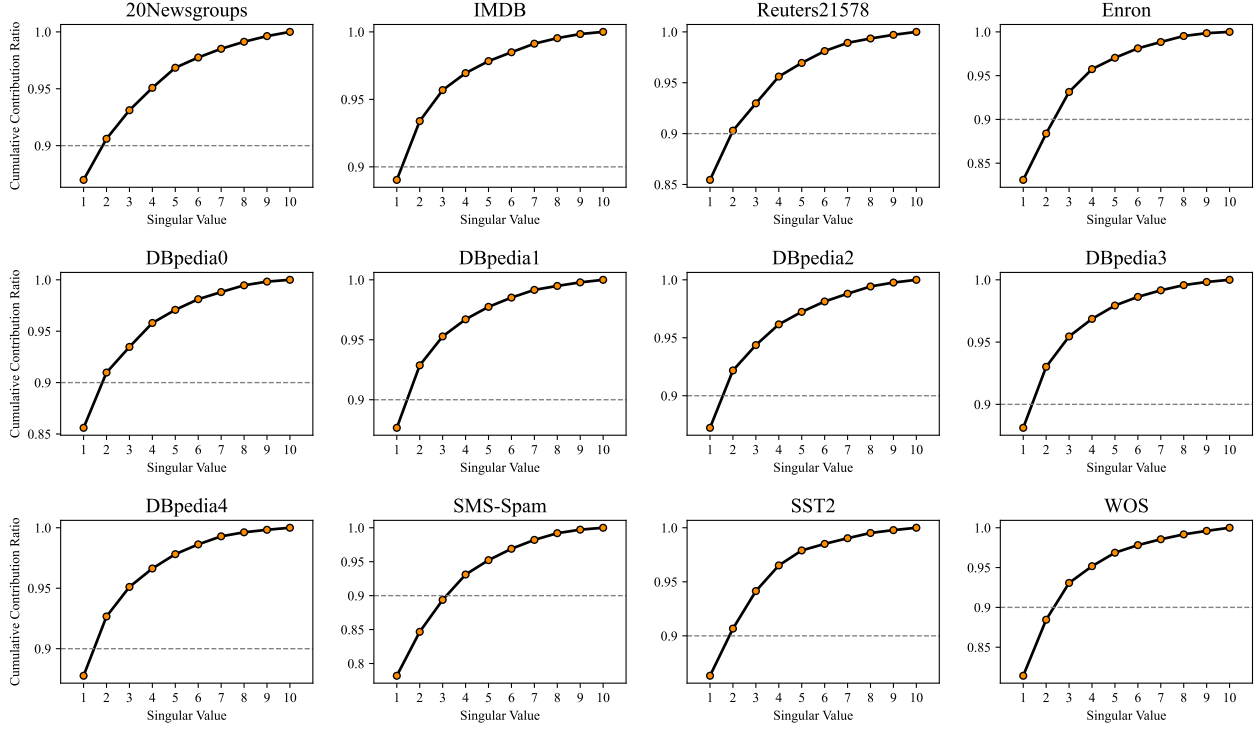 20Newsgroups
Cumulative Contribution Ratio
1.0
0.95
0.9
1 2 3 4 5 6 7 8 9 10
Singular Value
IMDB
1.0
0.95
0.9
1 2 3 4 5 6 7 8 9 10
Singular Value
Reuters21578
1.0
0.95
0.9
0.85
1 2 3 4 5 6 7 8 9 10
Singular Value
Enron
1.0
0.95
0.9
0.85
1 2 3 4 5 6 7 8 9 10
Singular Value
DBpedia0
Cumulative Contribution Ratio
1.0
0.95
0.9
0.85
1 2 3 4 5 6 7 8 9 10
Singular Value
DBpedia1
1.0
0.95
0.9
1 2 3 4 5 6 7 8 9 10
Singular Value
DBpedia2
1.0
0.95
0.9
1 2 3 4 5 6 7 8 9 10
Singular Value
DBpedia3
1.0
0.95
0.9
1 2 3 4 5 6 7 8 9 10
Singular Value
DBpedia4
Cumulative Contribution Ratio
1.0
0.95
0.9
1 2 3 4 5 6 7 8 9 10
Singular Value
SMS-Spam
1.0
0.95
0.9
0.85
0.8
1 2 3 4 5 6 7 8 9 10
Singular Value
SST2
1.0
0.95
0.9
1 2 3 4 5 6 7 8 9 10
Singular Value
WOS
1.0
0.95
0.9
0.85
1 2 3 4 5 6 7 8 9 10
Singular Value